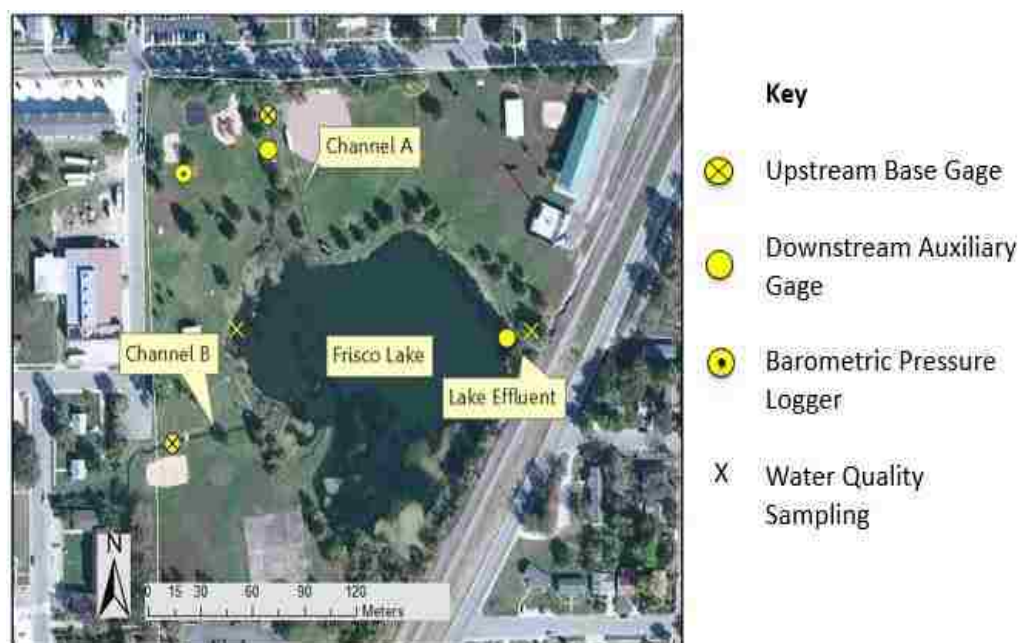 Channel A
Channel B
Frisco Lake
Lake Effluent
N
0 15 30 60 90 120
Meters
Key
Upstream Base Gage
Downstream Auxiliary
Gage
Barometric Pressure
Logger
X Water Quality
Sampling